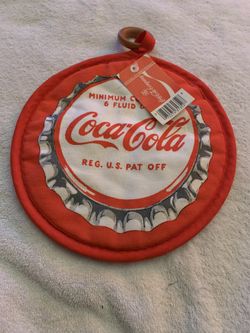 MINIMUM C
6 FLUID
Coca-Cola
REG. U.S. PAT OFF